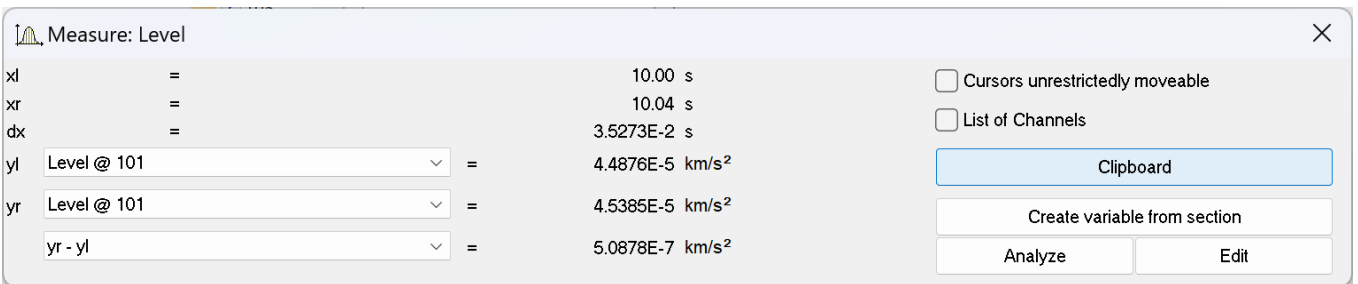 Measure: Level
xl = 10.00 s
xr = 10.04 s
dx = 3.5273E-2 s
yl Level @ 101 = 4.4876E-5 km/s²
yr Level @ 101 = 4.5385E-5 km/s²
yr - yl = 5.0878E-7 km/s²
Cursors unrestrictedly moveable
List of Channels
Clipboard
Create variable from section
Analyze Edit